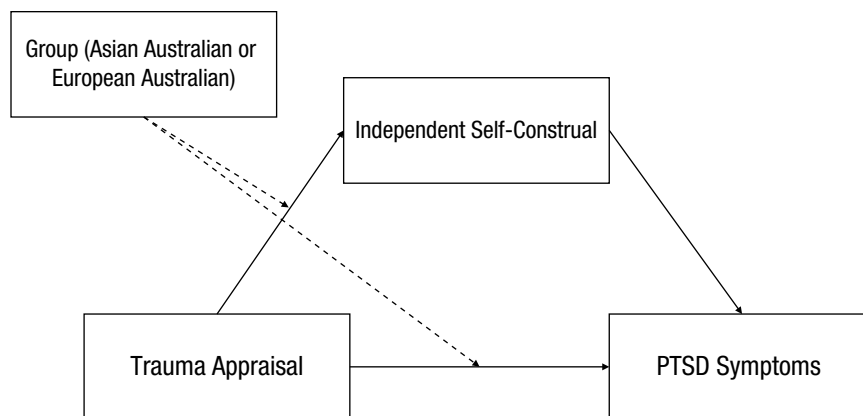 Group (Asian Australian or
European Australian)
Independent Self-Construal
Trauma Appraisal
PTSD Symptoms